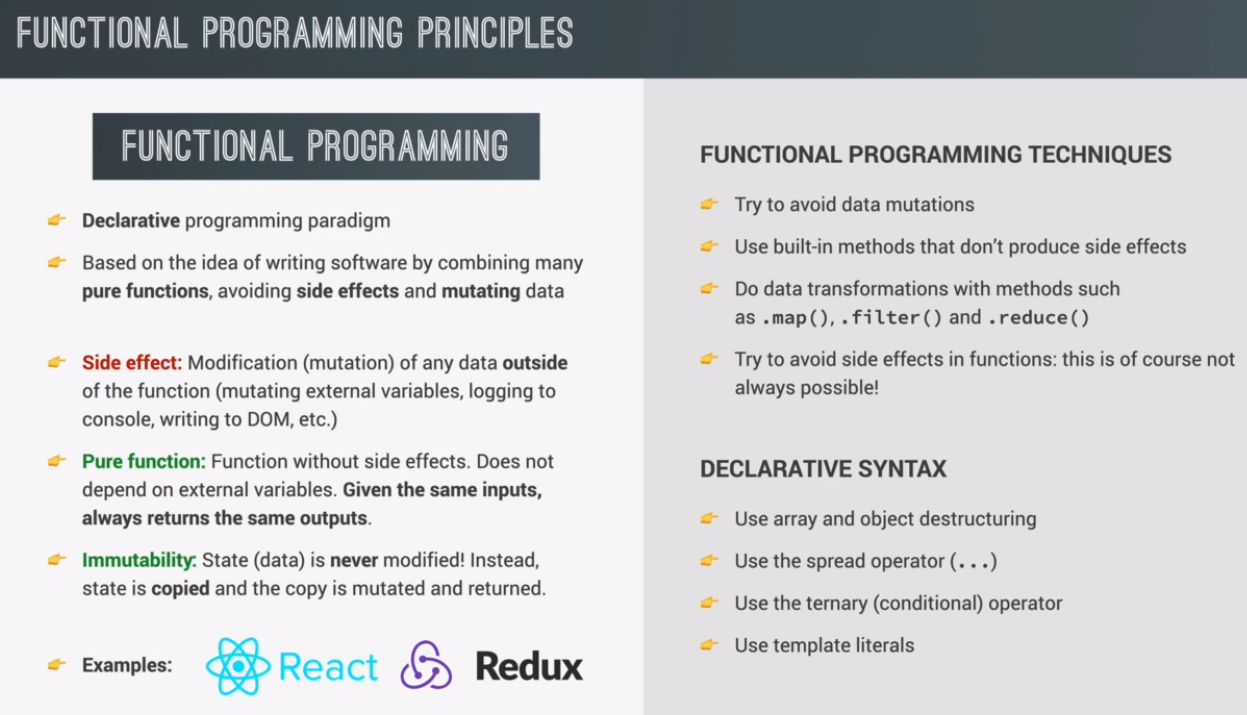 FUNCTIONAL PROGRAMMING PRINCIPLES
FUNCTIONAL PROGRAMMING
Declarative programming paradigm
Based on the idea of writing software by combining many
pure functions, avoiding side effects and mutating data
Side effect: Modification (mutation) of any data outside
of the function (mutating external variables, logging to
console, writing to DOM, etc.)
Pure function: Function without side effects. Does not
depend on external variables. Given the same inputs,
always returns the same outputs.
Immutability: State (data) is never modified! Instead,
state is copied and the copy is mutated and returned.
Examples: React Redux
FUNCTIONAL PROGRAMMING TECHNIQUES
Try to avoid data mutations
Use built-in methods that don’t produce side effects
Do data transformations with methods such
as .map(), .filter() and .reduce()
Try to avoid side effects in functions: this is of course not
always possible!
DECLARATIVE SYNTAX
Use array and object destructuring
Use the spread operator (...)
Use the ternary (conditional) operator
Use template literals